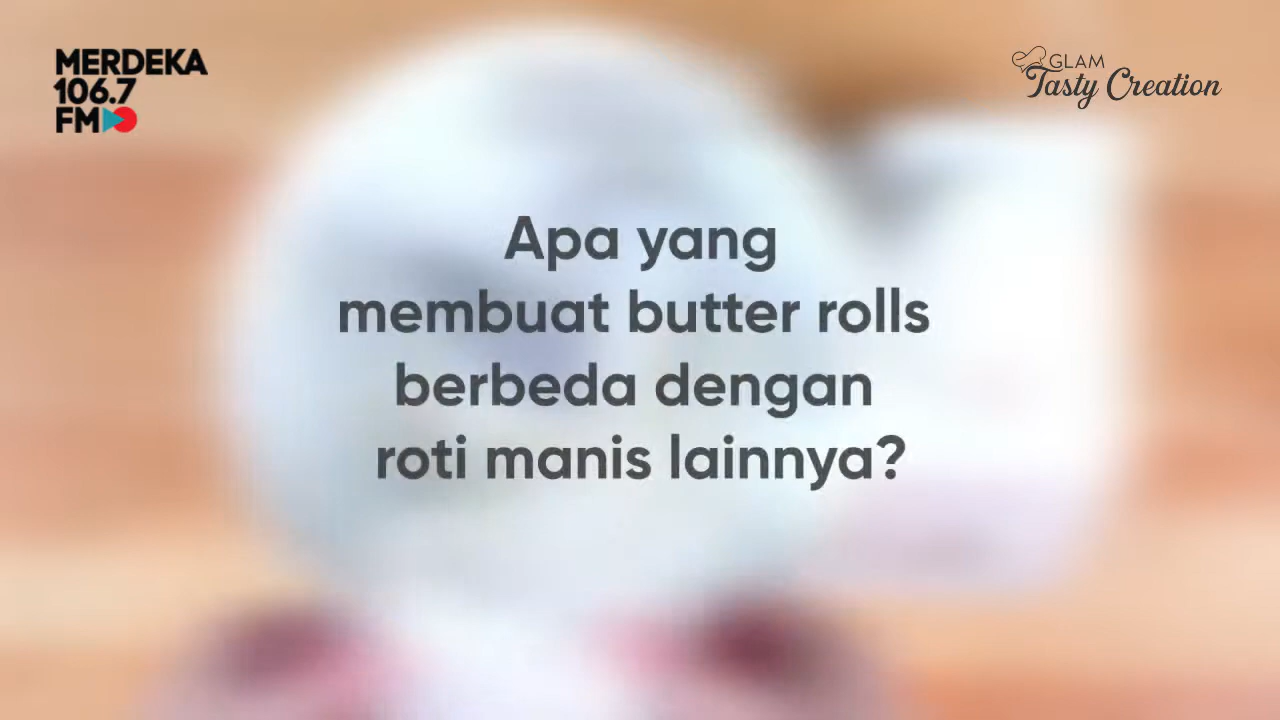 MERDEKA
106.7
FM
GLAM
Tasty Creation
Apa yang
membuat butter rolls
berbeda dengan
roti manis lainnya?